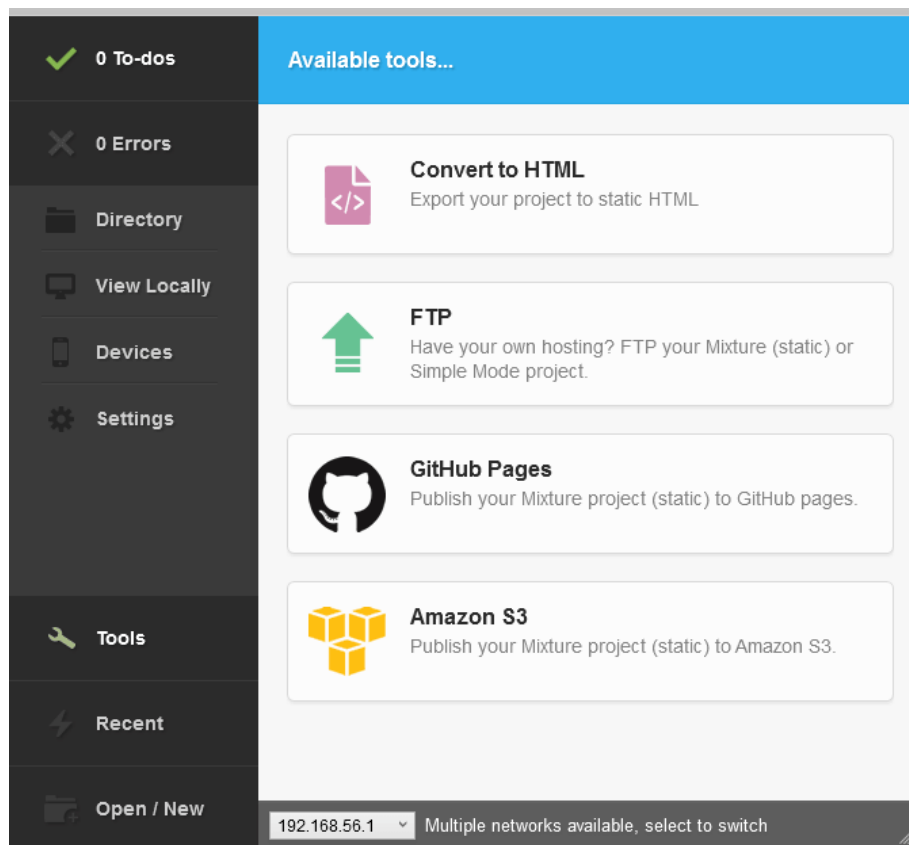 0 To-dos
0 Errors
Directory
View Locally
Devices
Settings
Tools
Recent
Open / New
Available tools...
</>
Convert to HTML
Export your project to static HTML
FTP
Have your own hosting? FTP your Mixture (static) or
Simple Mode project.
GitHub Pages
Publish your Mixture project (static) to GitHub pages.
Amazon S3
Publish your Mixture project (static) to Amazon S3.
192.168.56.1
Multiple networks available, select to switch